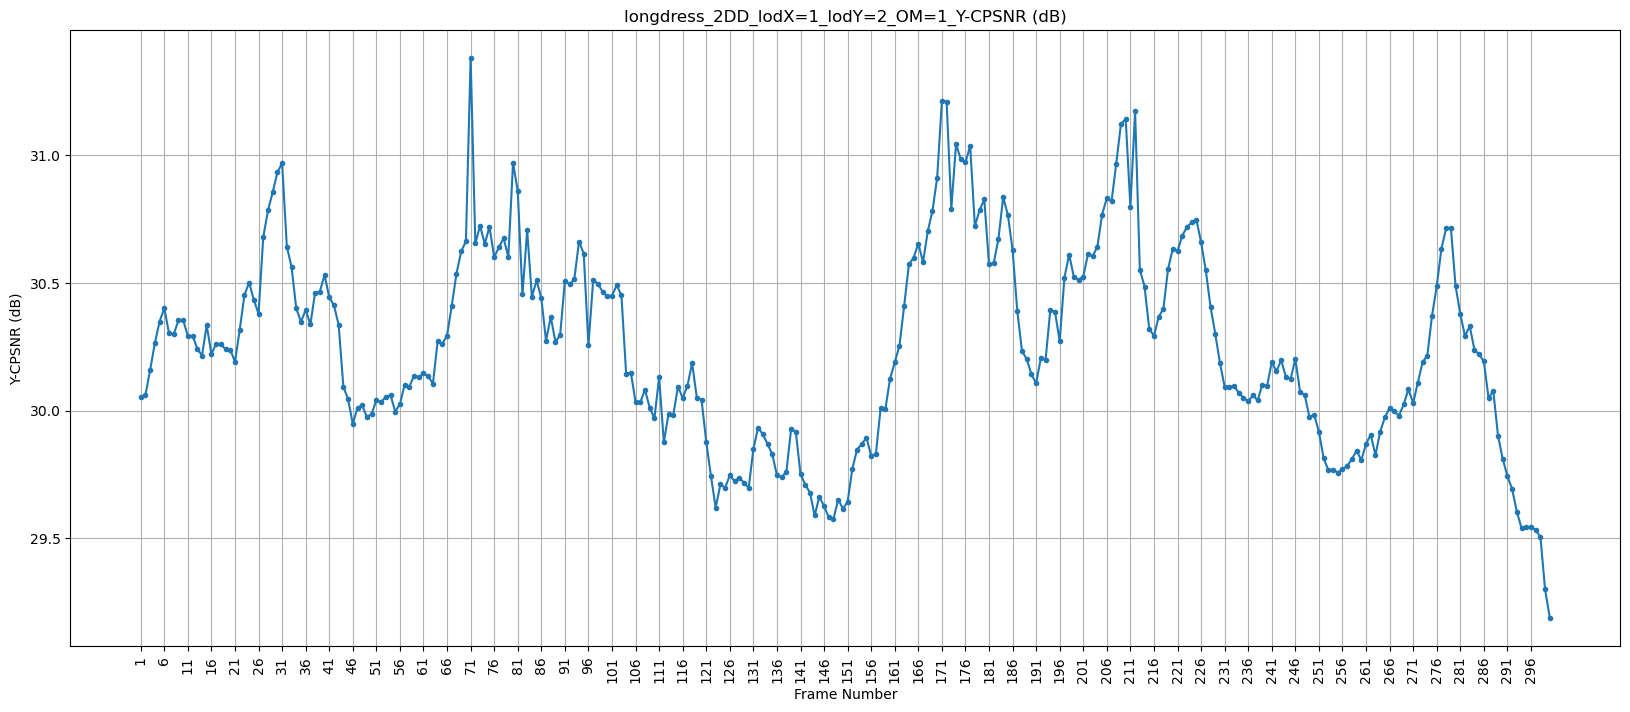 longdress_2DD_lodX=1_lodY=2_OM=1_Y-CPSNR (dB)
Y-CPSNR (dB)
31.0
30.5
30.0
29.5
1 6 11 16 21 26 31 36 41 46 51 56 61 66 71 76 81 86 91 96 101 106 111 116 121 126 131 136 141 146 151 156 161 166 171 176 181 186 191 196 201 206 211 216 221 226 231 236 241 246 251 256 261 266 271 276 281 286 291 296
Frame Number